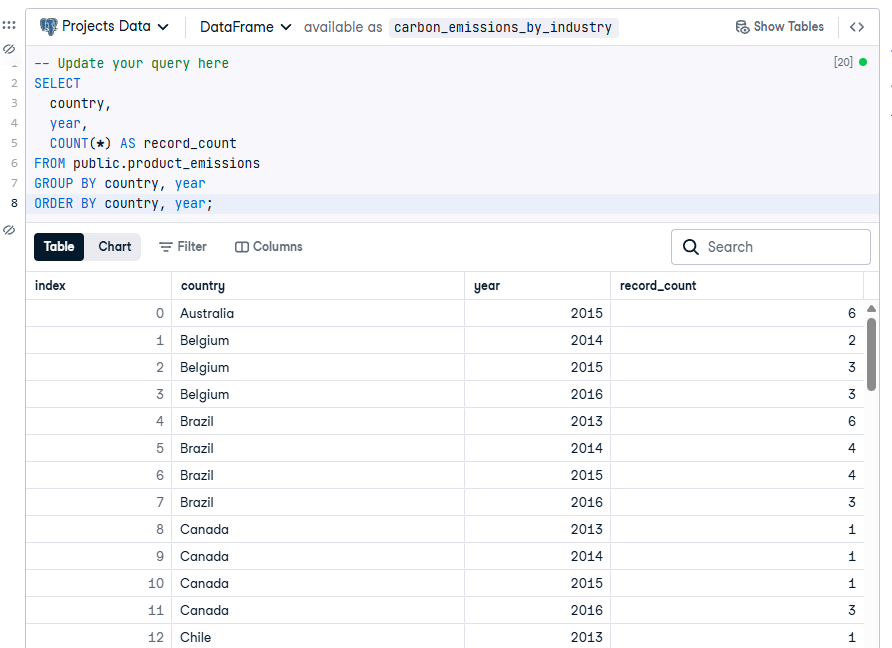 Projects Data DataFrame available as carbon_emissions_by_industry Show Tables <>
-- Update your query here [20]
2 SELECT
3 country,
4 year,
5 COUNT(*) AS record_count
6 FROM public.product_emissions
7 GROUP BY country, year
8 ORDER BY country, year;
Table Chart Filter Columns Search
index country year record_count
0 Australia 2015 6
1 Belgium 2014 2
2 Belgium 2015 3
3 Belgium 2016 3
4 Brazil 2013 6
5 Brazil 2014 4
6 Brazil 2015 4
7 Brazil 2016 3
8 Canada 2013 1
9 Canada 2014 1
10 Canada 2015 1
11 Canada 2016 3
12 Chile 2013 1